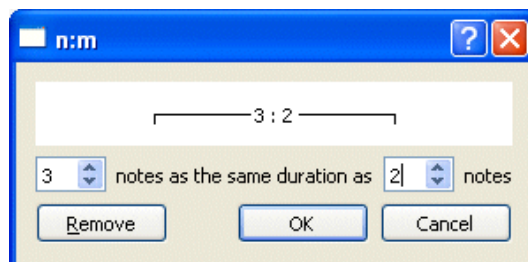 n:m
3 : 2
3 notes as the same duration as 2 notes
Remove OK Cancel